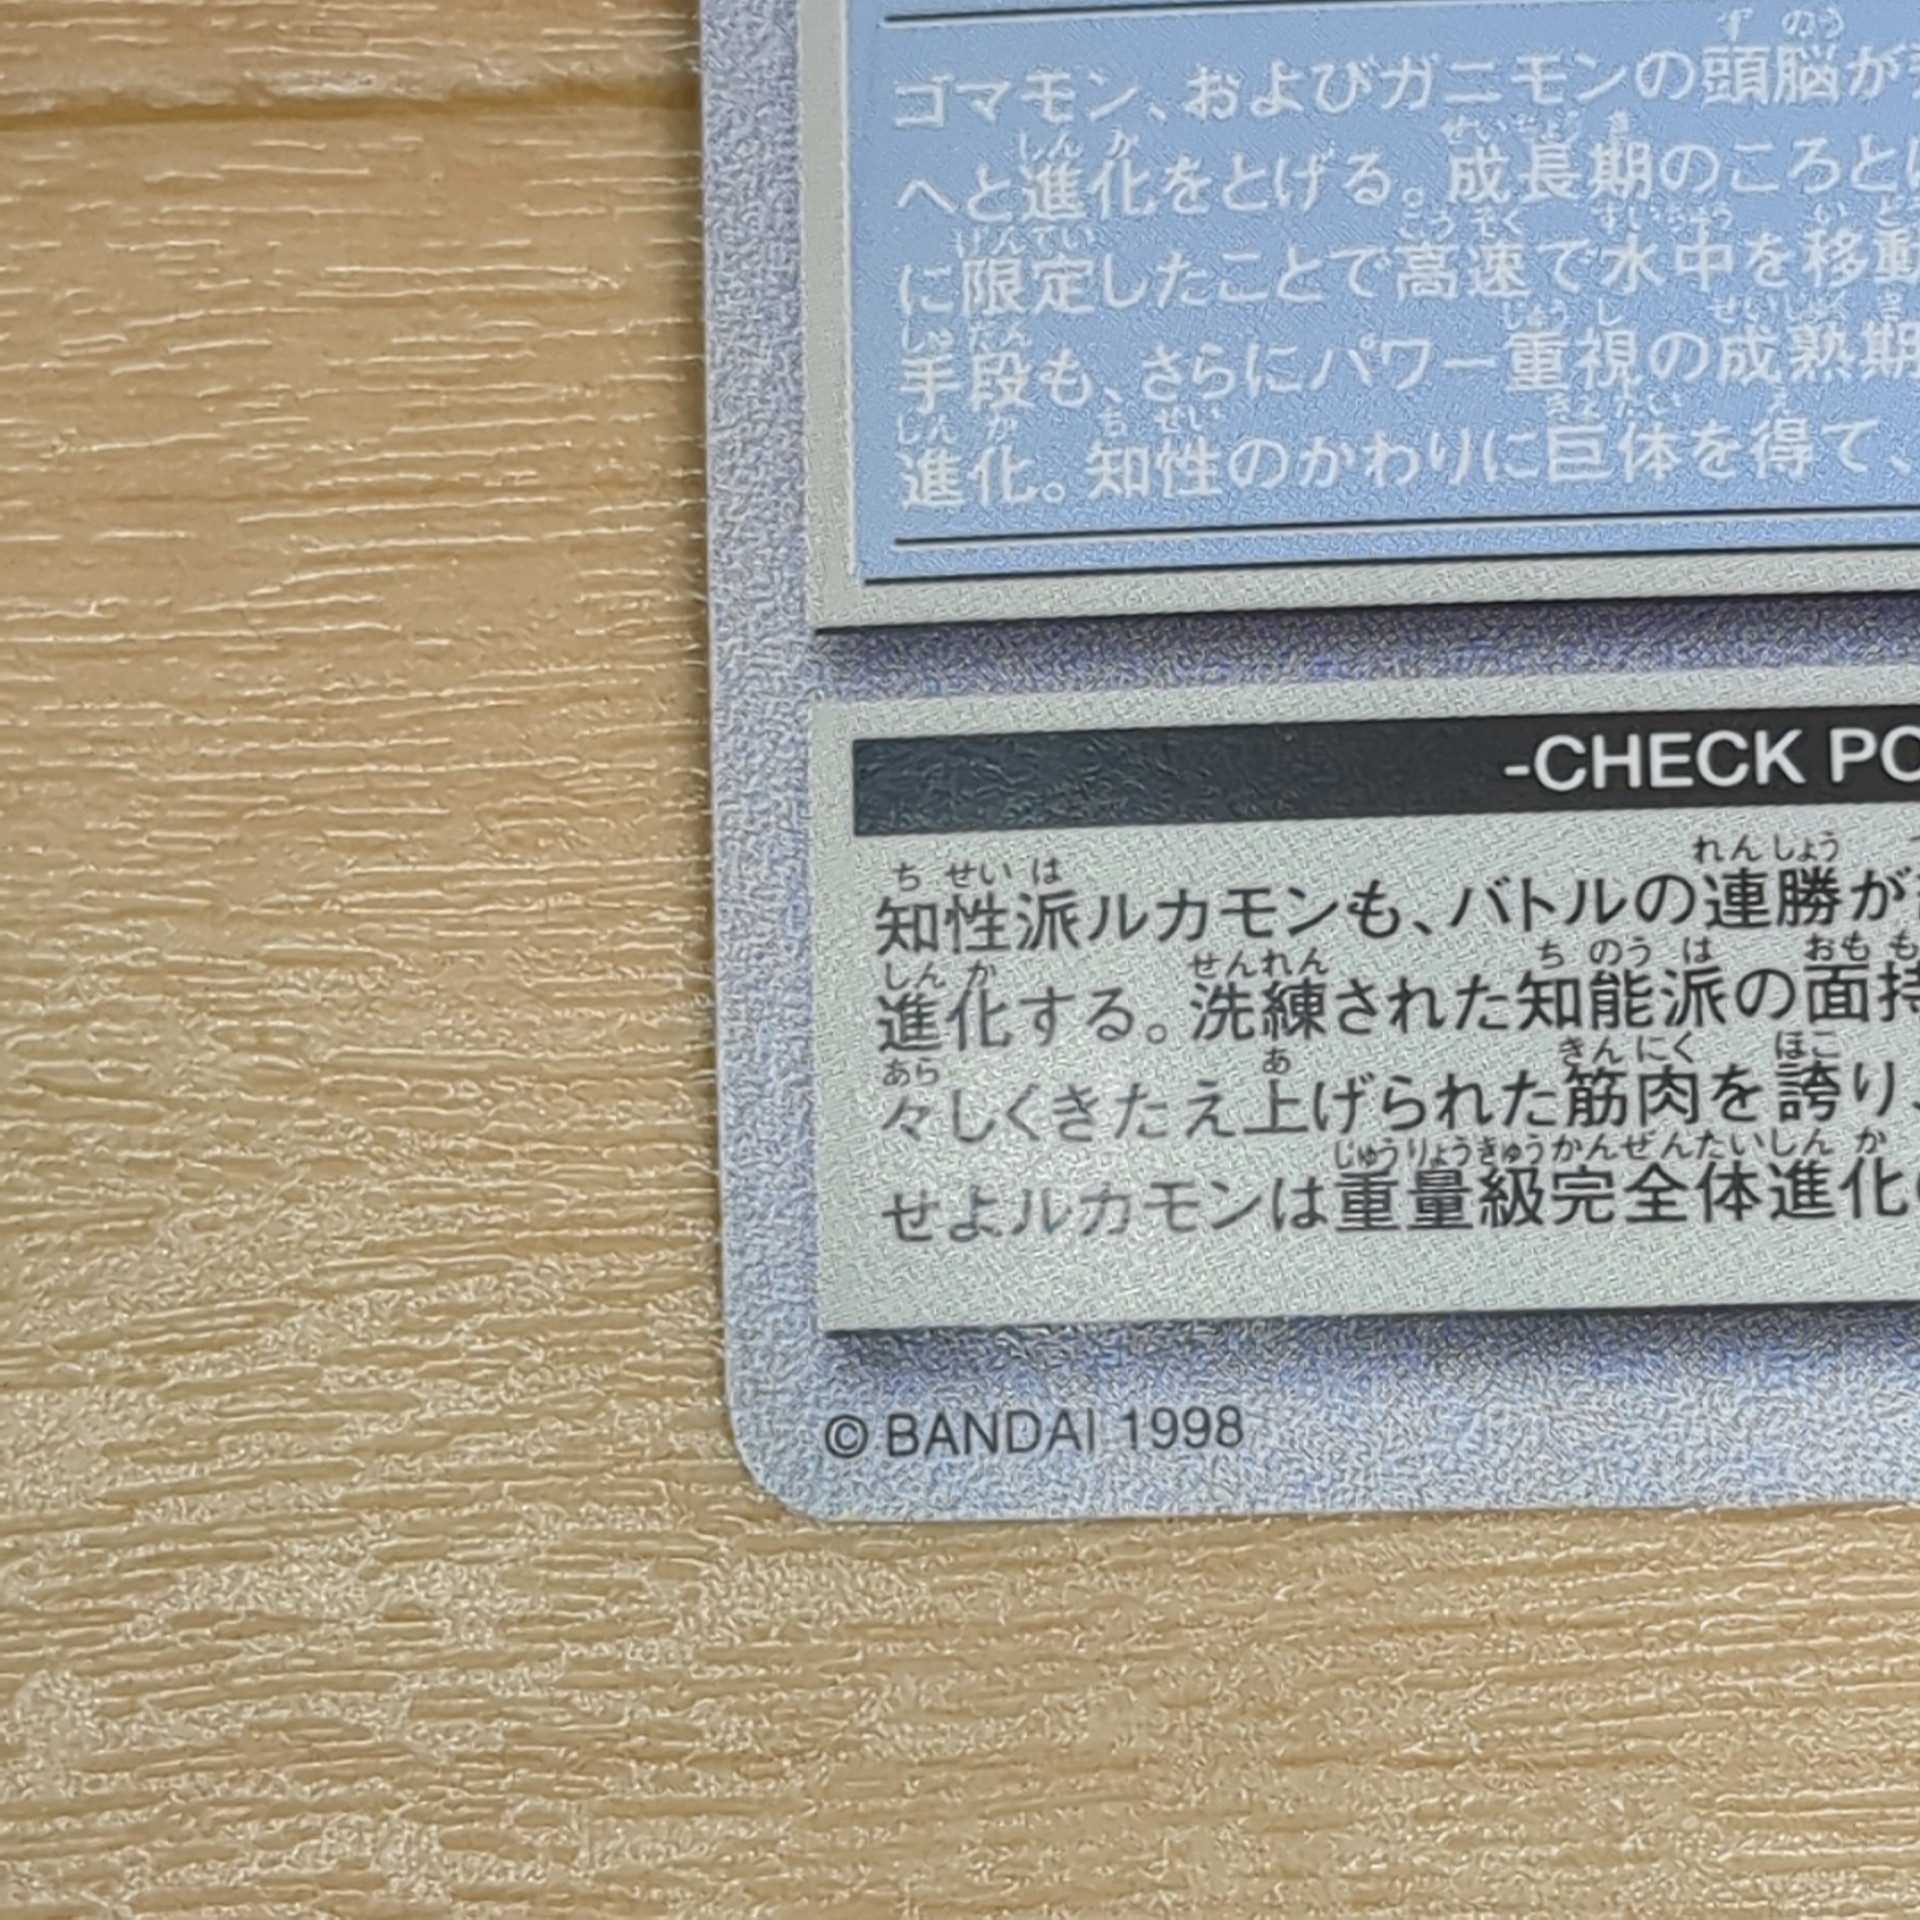 ゴマモン、およびガニモンの頭脳が
へと進化をとげる。成長期のころと
に限定したことで高速で水中を移動
手段も、さらにパワー重視の成熟期
進化。知性のかわりに巨体を得て、
-CHECK PO
知性派ルカモンも、バトルの連勝が
進化する。洗練された知能派の面持
々しくきたえ上げられた筋肉を誇り、
せよルカモンは重量級完全体進化
© BANDAI 1998